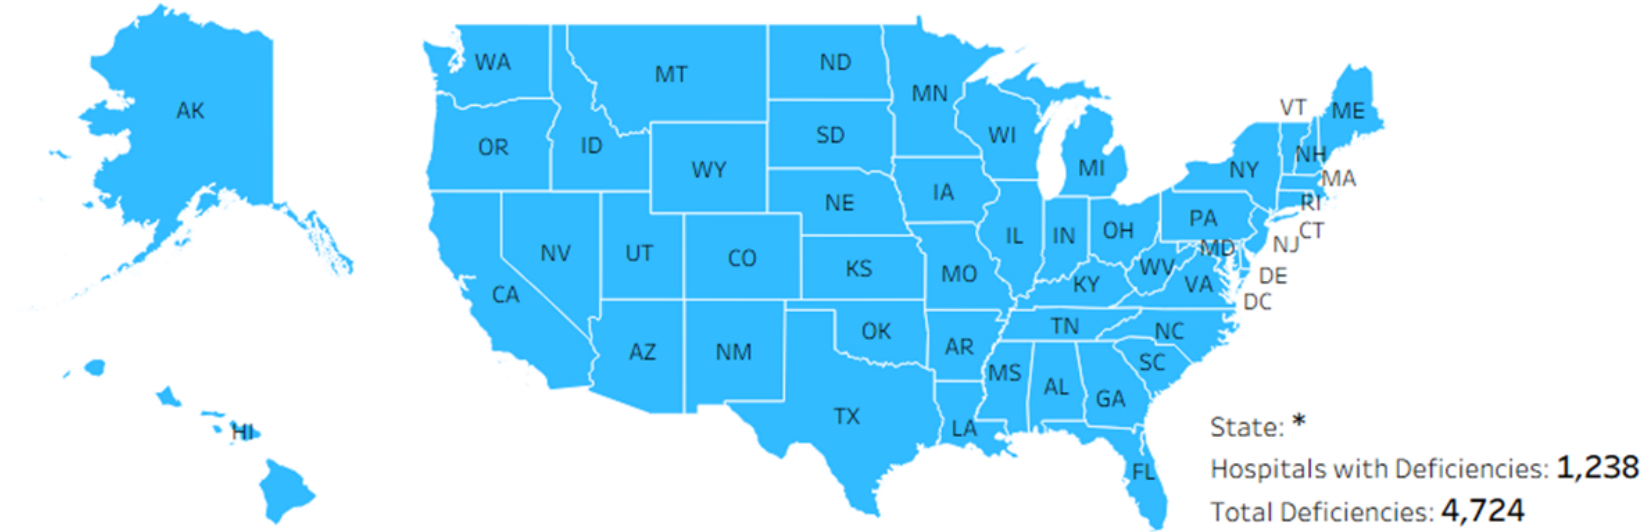 AK
HI
WA
OR
CA
NV
ID
MT
WY
UT
CO
AZ
NM
ND
SD
NE
KS
OK
TX
MN
IA
MO
AR
LA
WI
IL
MI
IN
OH
KY
TN
MS
AL
GA
FL
SC
NC
VA
WV
PA
NY
VT
ME
NH
MA
RI
CT
NJ
MD
DE
DC
State: *
Hospitals with Deficiencies: 1,238
Total Deficiencies: 4,724